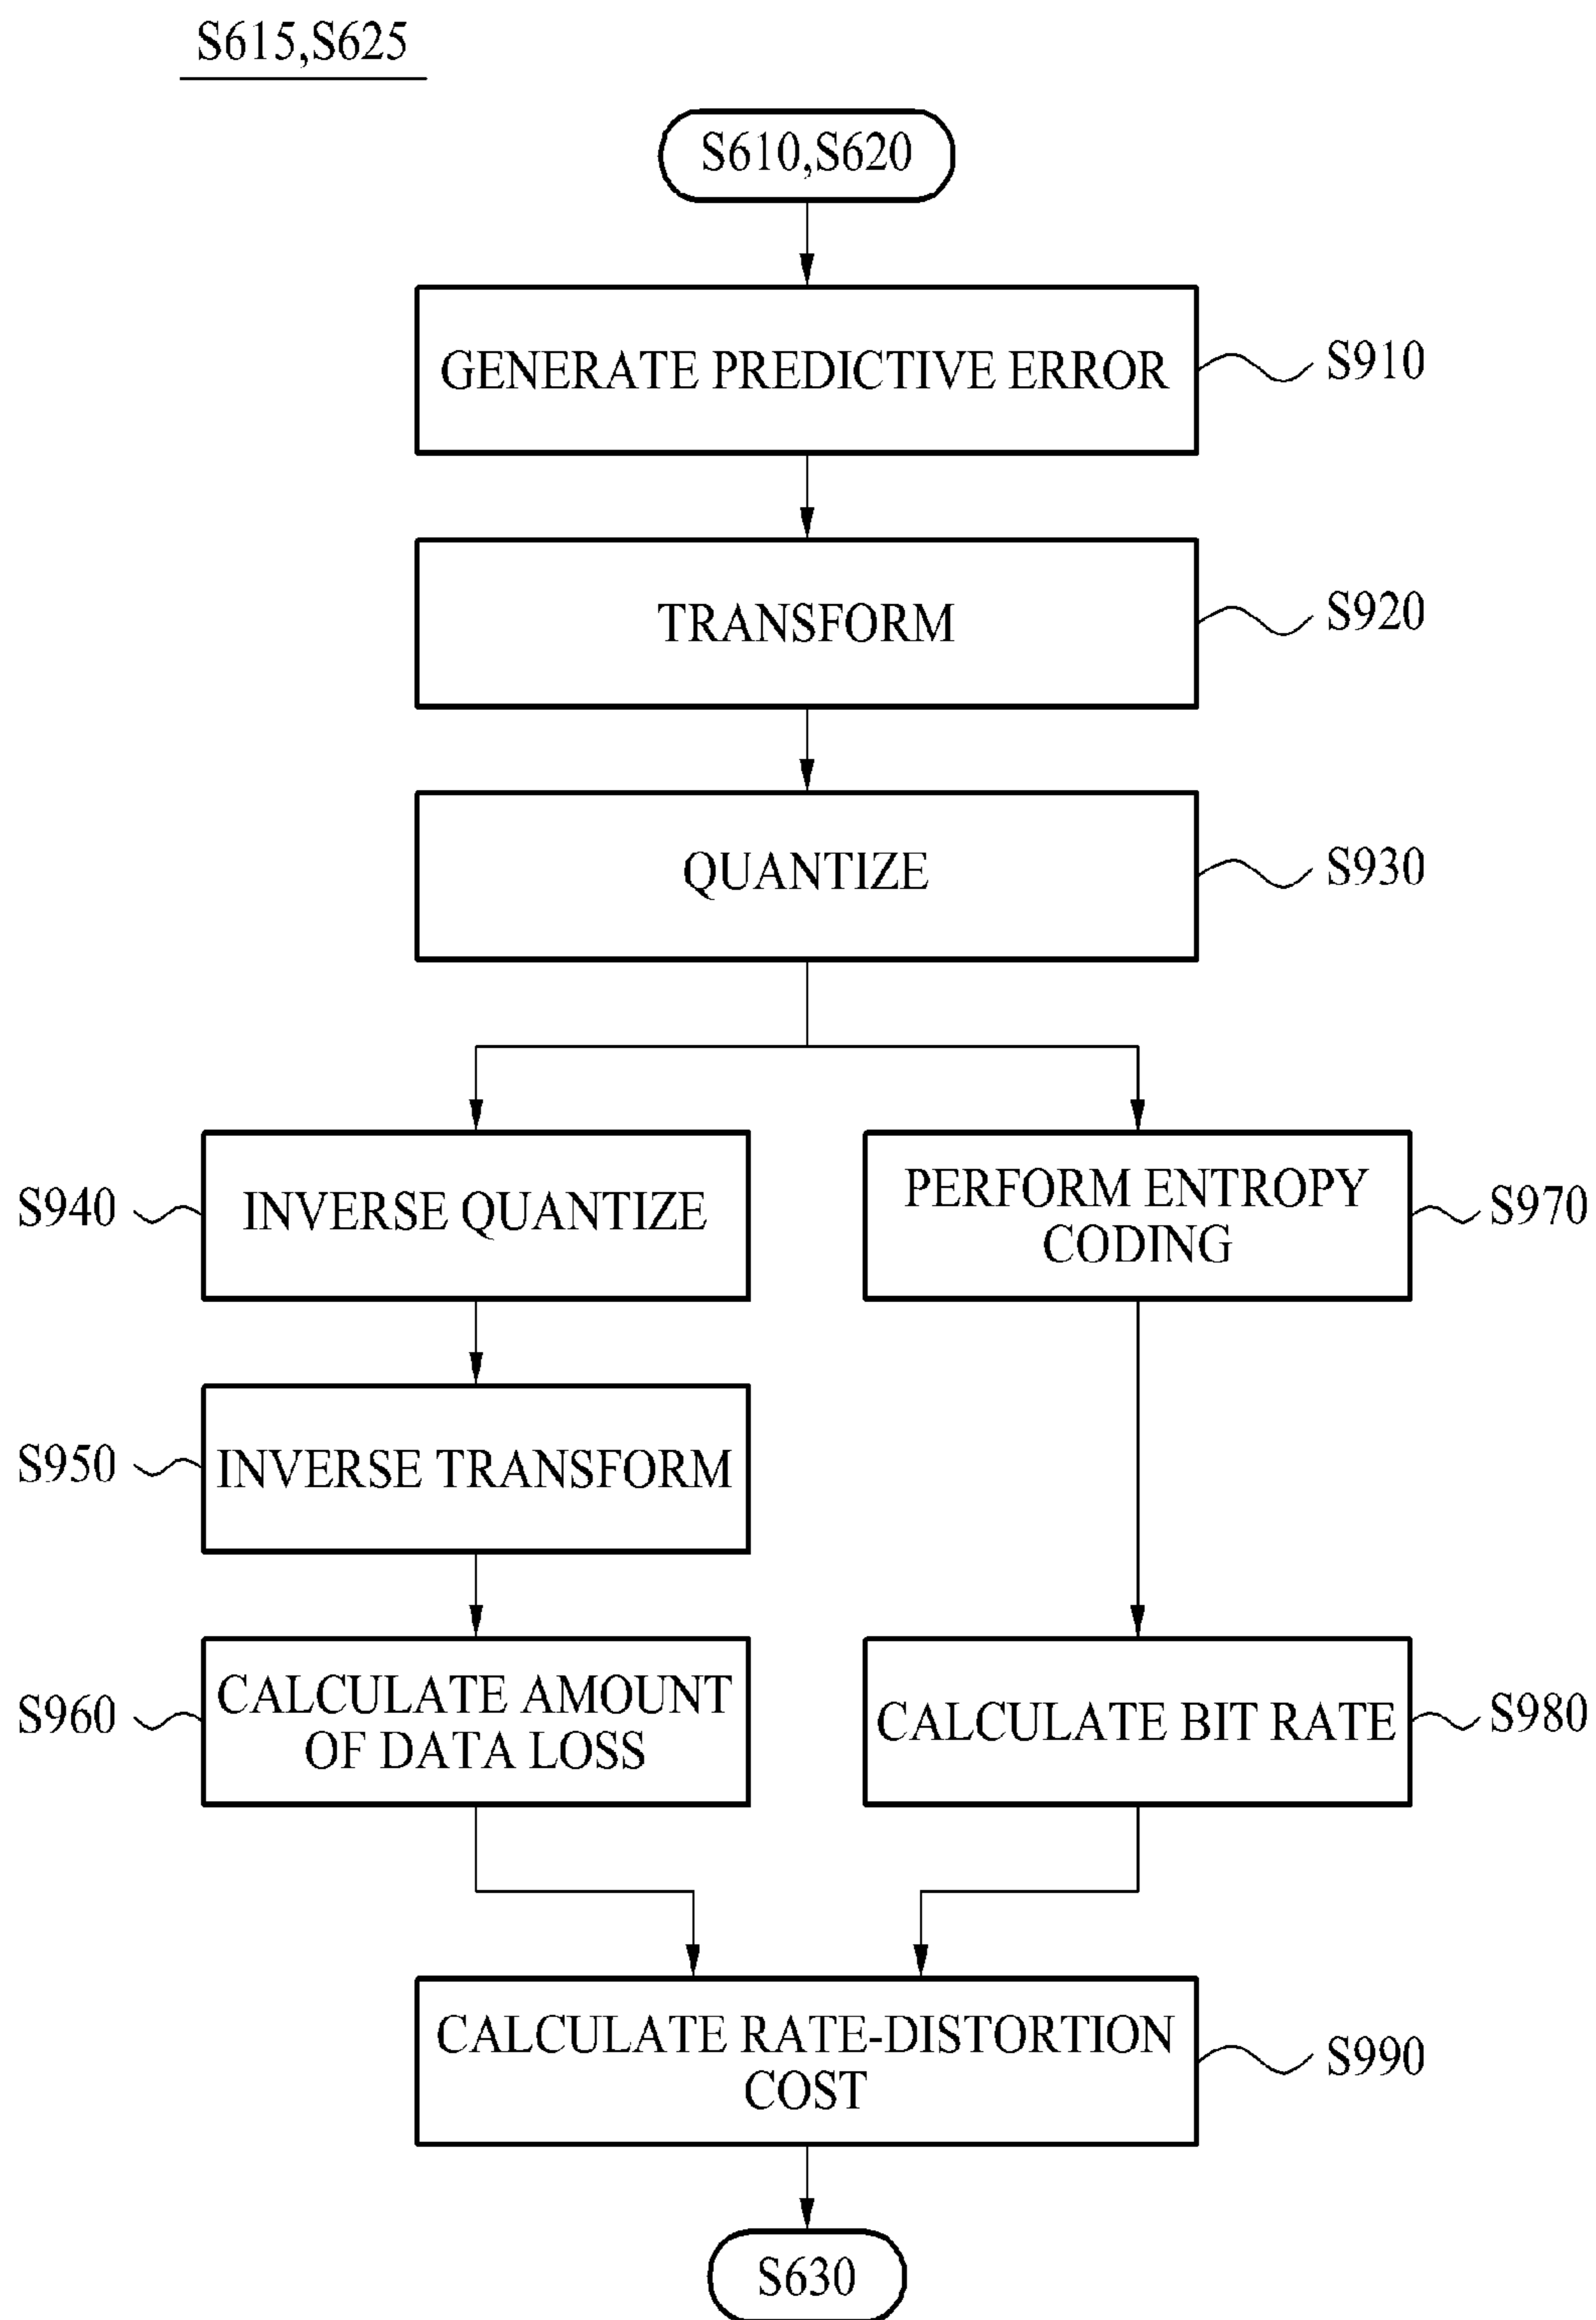 S615,S625
S610,S620
GENERATE PREDICTIVE ERROR
S910
TRANSFORM
S920
QUANTIZE
S930
S940
INVERSE QUANTIZE
PERFORM ENTROPY
CODING
S970
S950
INVERSE TRANSFORM
S960
CALCULATE AMOUNT
OF DATA LOSS
CALCULATE BIT RATE
S980
CALCULATE RATE-DISTORTION
COST
S990
S630